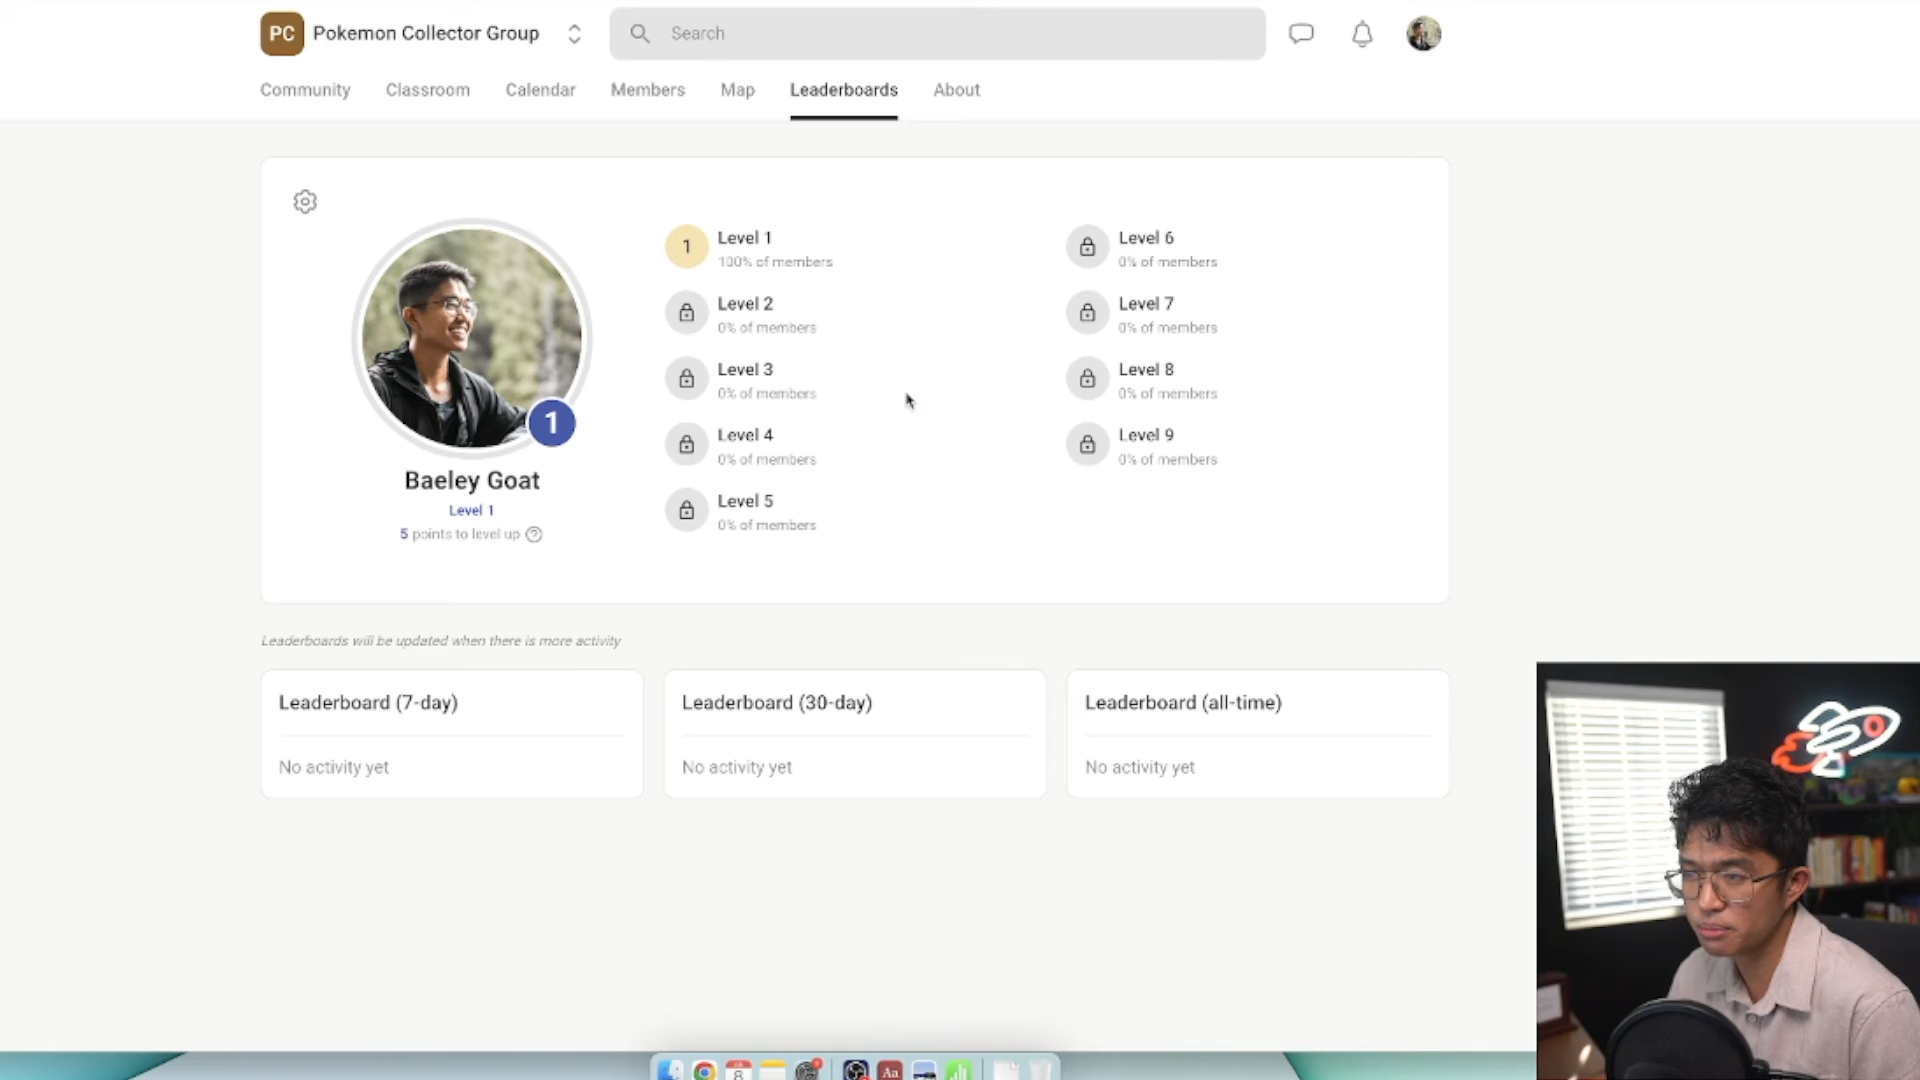 PC Pokemon Collector Group
Search
Community Classroom Calendar Members Map Leaderboards About
1
Level 1
100% of members
Level 2
0% of members
Level 3
0% of members
Level 4
0% of members
Level 5
0% of members
Level 6
0% of members
Level 7
0% of members
Level 8
0% of members
Level 9
0% of members
1
Baeley Goat
Level 1
5 points to level up
Leaderboards will be updated when there is more activity
Leaderboard (7-day)
No activity yet
Leaderboard (30-day)
No activity yet
Leaderboard (all-time)
No activity yet
8
Aa